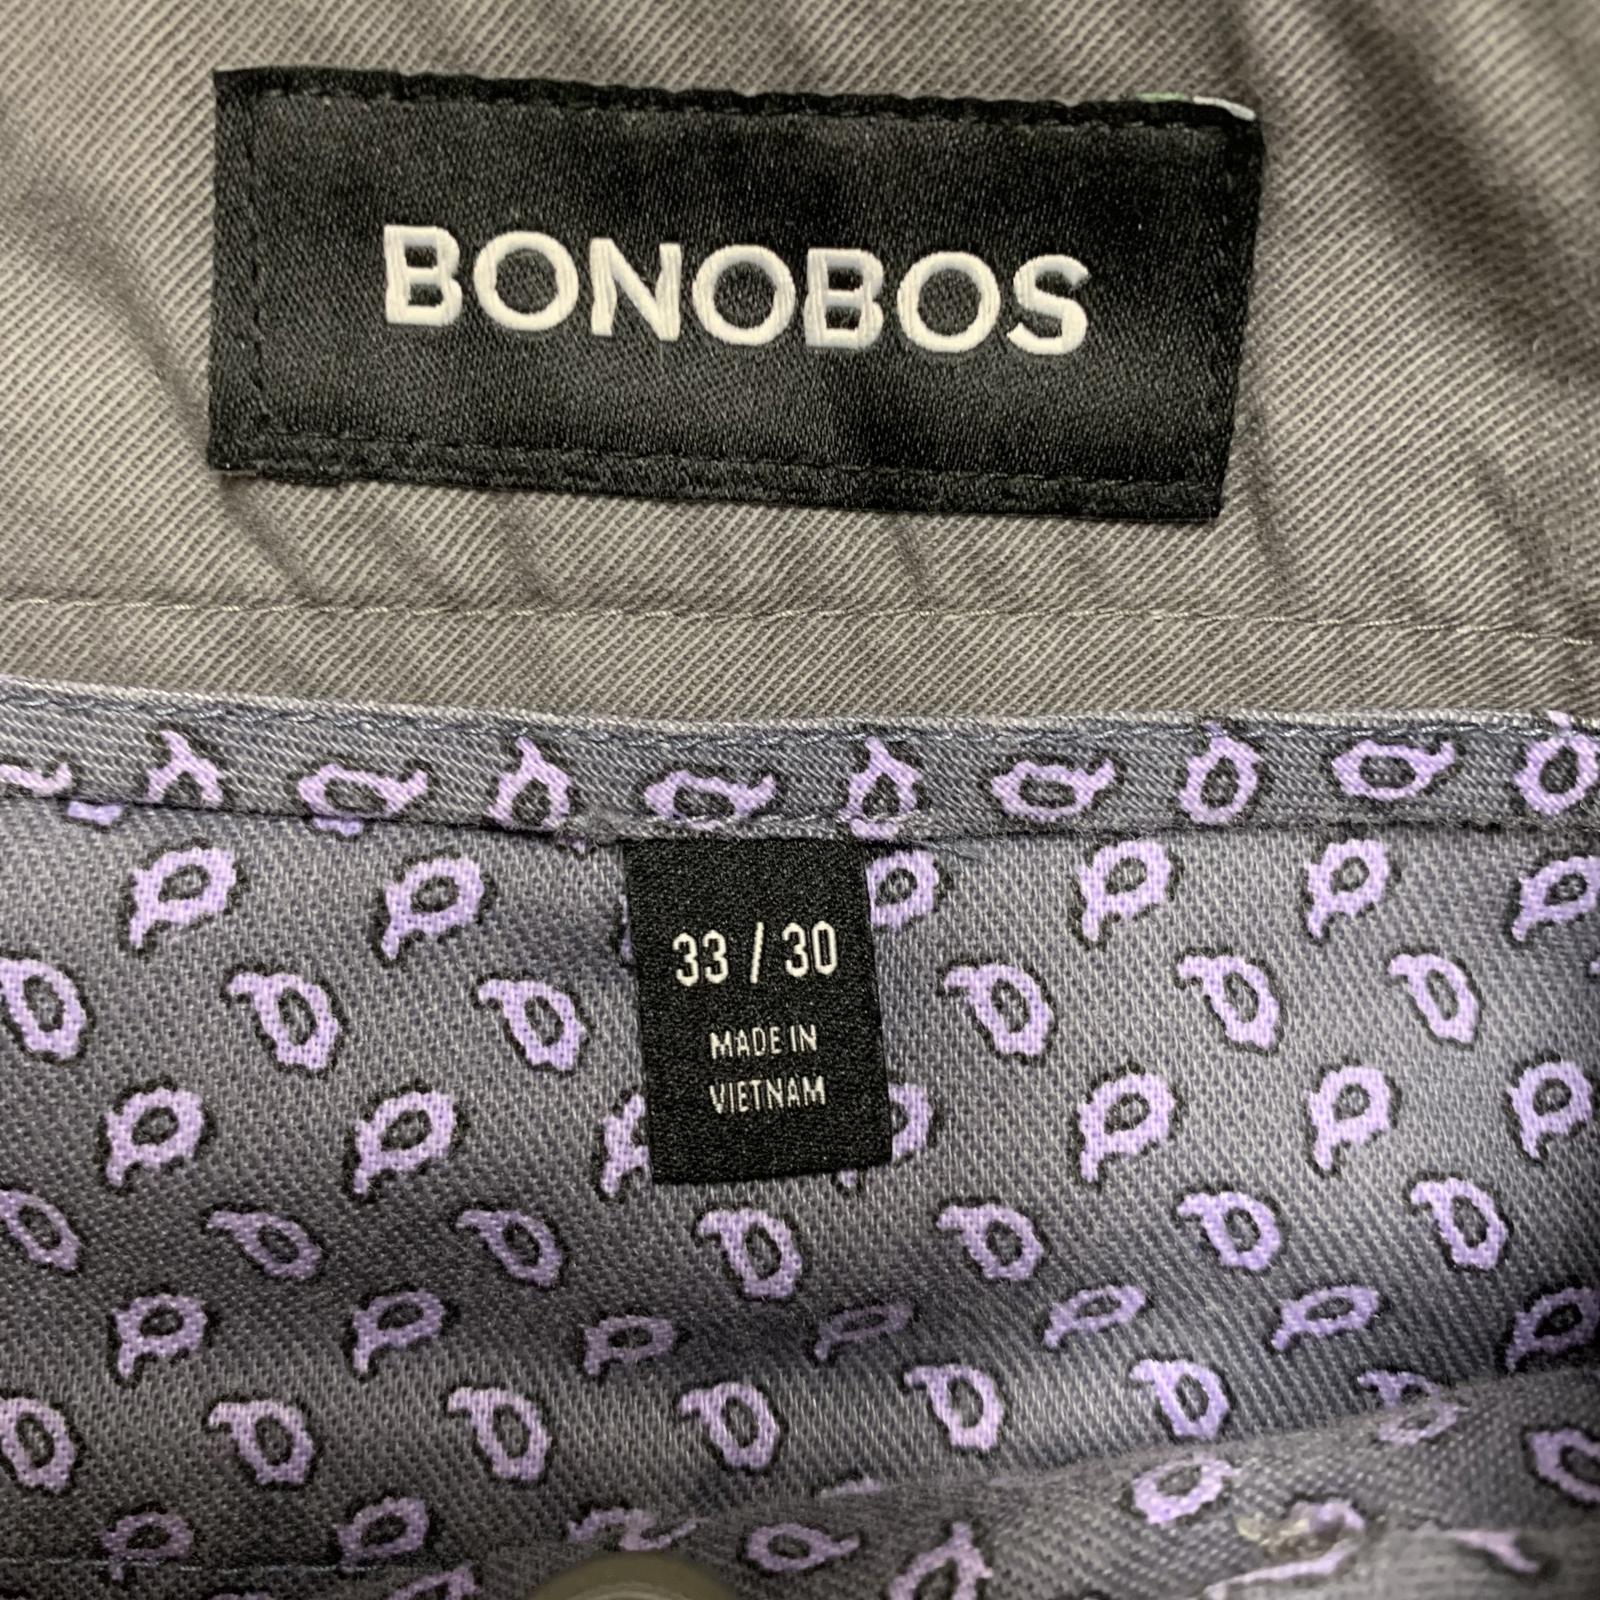 BONOBOS
33 / 30
MADE IN
VIETNAM